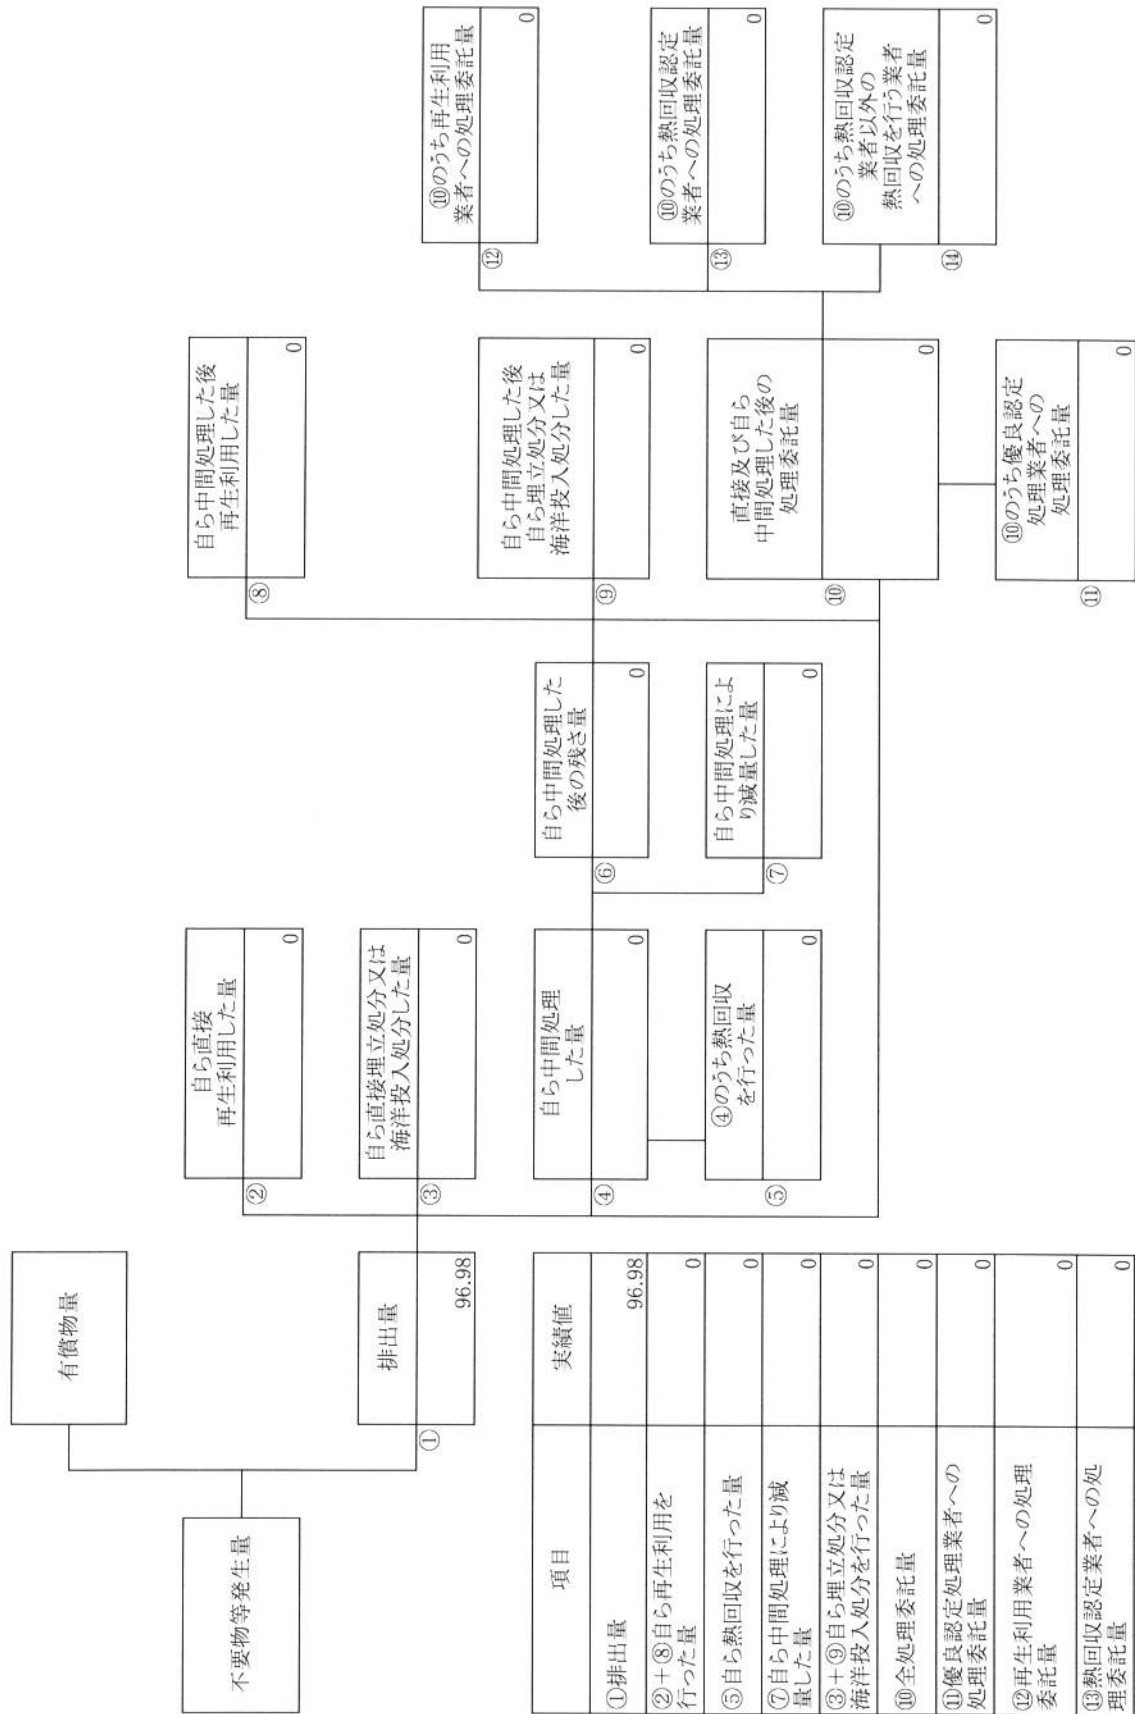 不要物等発生量
有償物量
①
排出量
96.98
②
自ら直接
再生利用した量
0
③
自ら直接埋立処分又は
海洋投入処分した量
0
④
自ら中間処理
した量
0
⑤
④のうち熱回収
を行った量
0
⑥
自ら中間処理した
後の残さ量
0
⑦
自ら中間処理によ
り減量した量
0
⑧
自ら中間処理した後
再生利用した量
0
⑨
自ら中間処理した後
自ら埋立処分又は
海洋投入処分した量
0
⑩
直接及び自ら
中間処理した後の
処理委託量
0
⑪
⑩のうち優良認定
処理業者への
処理委託量
0
⑫
⑩のうち再生利用
業者への処理委託量
0
⑬
⑩のうち熱回収認定
業者への処理委託量
0
⑭
⑩のうち熱回収認定
業者以外の
熱回収を行う業者
への処理委託量
0
項目 実績値
①排出量 96.98
②+⑧自ら再生利用を
行った量 0
⑤自ら熱回収を行った量 0
⑦自ら中間処理により減
量した量 0
③+⑨自ら埋立処分又は
海洋投入処分を行った量 0
⑩全処理委託量 0
⑪優良認定処理業者への
処理委託量 0
⑫再生利用業者への処理
委託量 0
⑬熱回収認定業者への処
理委託量 0